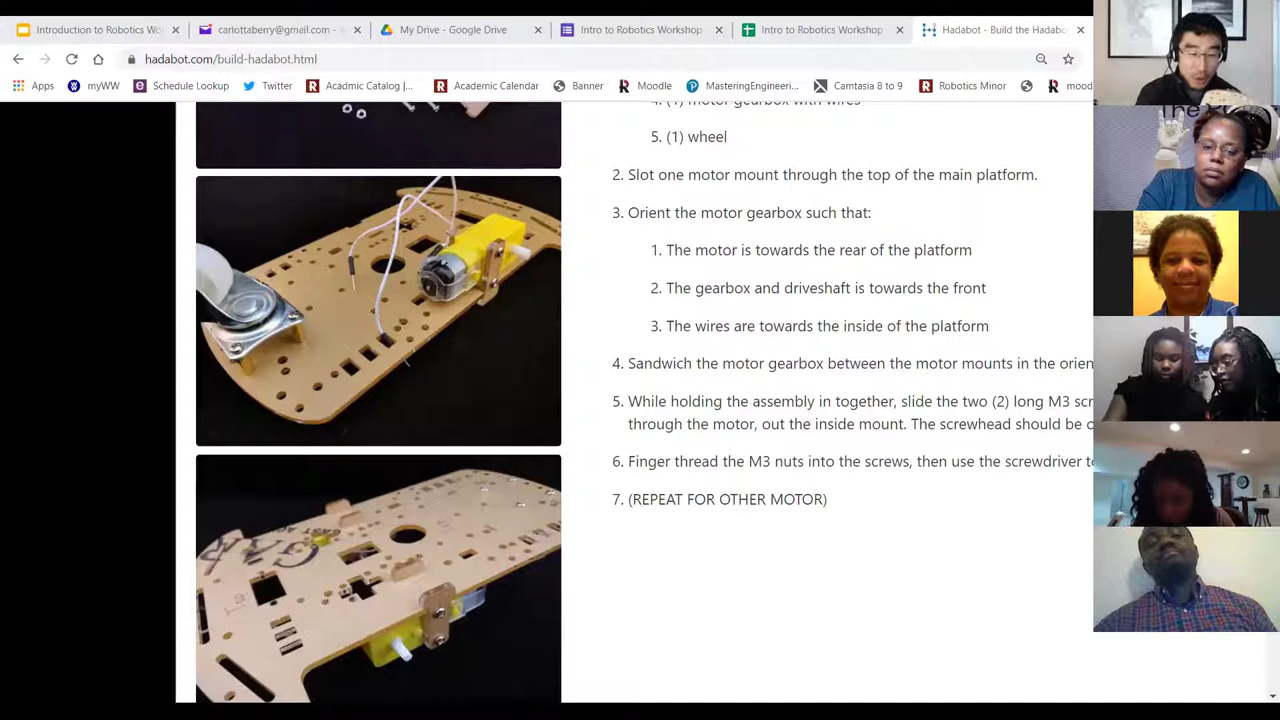 Introduction to Robotics Wo
carlottaberry@gmail.com -
My Drive - Google Drive
Intro to Robotics Workshop
Intro to Robotics Workshop
Hadabot - Build the Hadabo
hadabot.com/build-hadabot.html
Apps
myWW
Schedule Lookup
Twitter
Acadmic Catalog |...
Academic Calendar
Banner
Moodle
MasteringEngineeri...
Camtasia 8 to 9
Robotics Minor
mood
4. (1) motor gearbox with wires
5. (1) wheel
2. Slot one motor mount through the top of the main platform.
3. Orient the motor gearbox such that:
1. The motor is towards the rear of the platform
2. The gearbox and driveshaft is towards the front
3. The wires are towards the inside of the platform
4. Sandwich the motor gearbox between the motor mounts in the orien
5. While holding the assembly in together, slide the two (2) long M3 scr
through the motor, out the inside mount. The screwhead should be o
6. Finger thread the M3 nuts into the screws, then use the screwdriver t
7. (REPEAT FOR OTHER MOTOR)